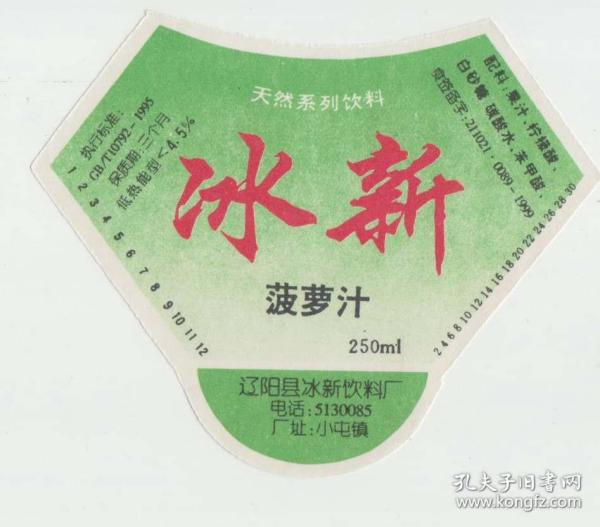 天然系列饮料
执行标准:
GB/T10792-1995
保质期:三个月
低热能型<4.5%
配料:果汁,柠檬酸,
白砂糖,碳酸水,苯甲酸,
食签备字:211021·0089-1999
冰新
菠萝汁
250ml
1 2 3 4 5 6 7 8 9 10 11 12
2 4 6 8 10 12 14 16 18 20 22 24 26 28 30
辽阳县冰新饮料厂
电话:5130085
厂址:小屯镇
孔夫子旧书网
www.kongfz.com